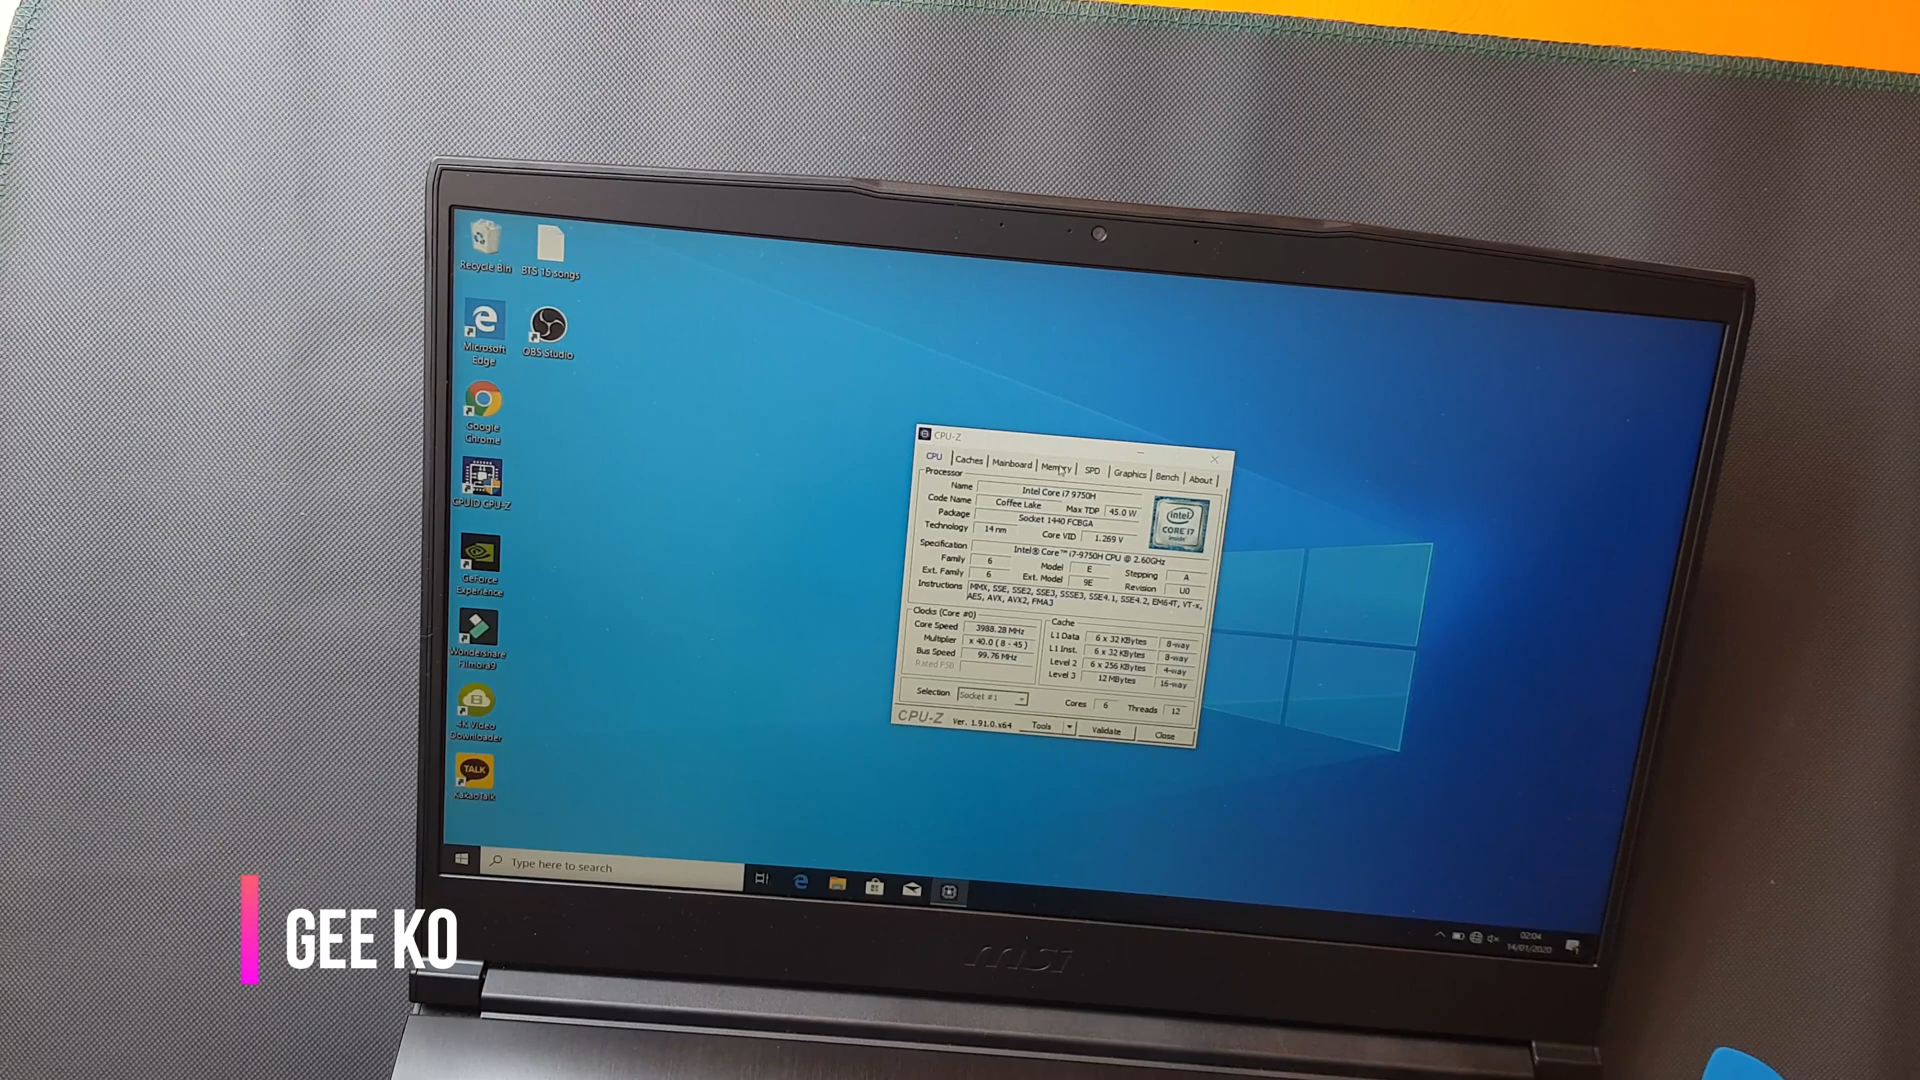 Recycle Bin
BTS 15 songs
Microsoft
Edge
OBS Studio
Google
Chrome
CPUID CPU-Z
GeForce
Experience
Wondershare
Filmora9
4K Video
Downloader
TALK
KakaoTalk
CPU-Z
CPU Caches Mainboard Memory SPD Graphics Bench About
Processor
Name Intel Core i7 9750H
Code Name Coffee Lake Max TDP 45.0 W
Package Socket 1440 FCBGA
Technology 14 nm Core VID 1.269 V
intel
CORE i7
inside
Specification Intel® Core™ i7-9750H CPU @ 2.60GHz
Family 6 Model E Stepping A
Ext. Family 6 Ext. Model 9E Revision U0
Instructions MMX, SSE, SSE2, SSE3, SSSE3, SSE4.1, SSE4.2, EM64T, VT-x,
AES, AVX, AVX2, FMA3
Clocks (Core #0)
Core Speed 3988.28 MHz
Multiplier x 40.0 ( 8 - 45 )
Bus Speed 99.76 MHz
Rated FSB
Cache
L1 Data 6 x 32 KBytes 8-way
L1 Inst. 6 x 32 KBytes 8-way
Level 2 6 x 256 KBytes 4-way
Level 3 12 MBytes 16-way
Selection Socket #1 Cores 6 Threads 12
CPU-Z Ver. 1.91.0.x64 Tools Validate Close
Type here to search
02:04
14/01/2020
msi
GEE KO